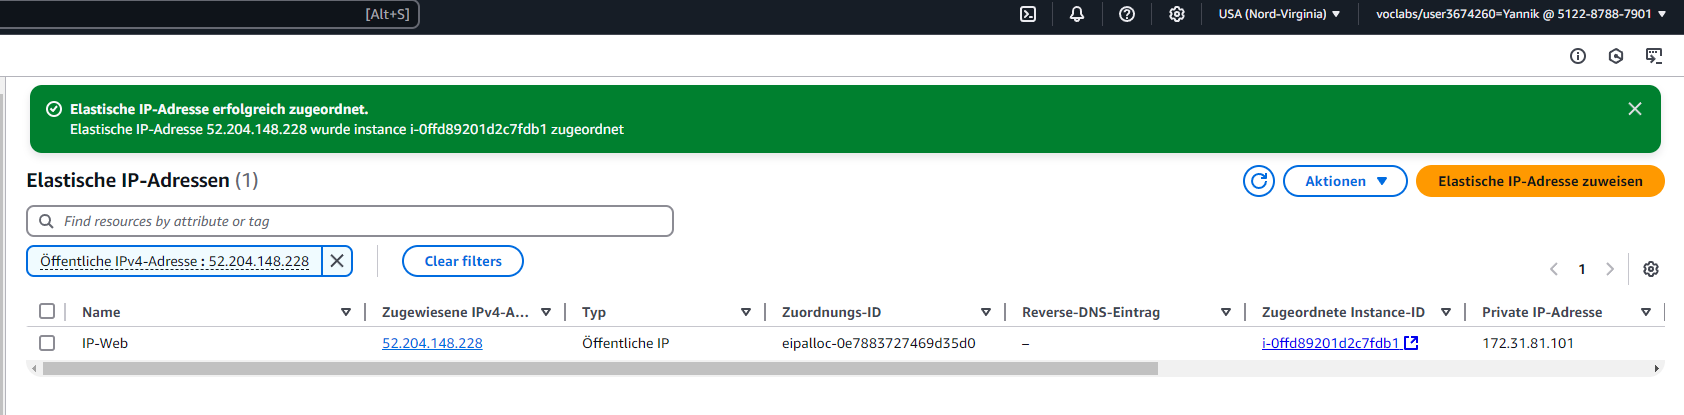 [Alt+S]
USA (Nord-Virginia)
voclabs/user3674260=Yannik @ 5122-8788-7901
Elastische IP-Adresse erfolgreich zugeordnet.
Elastische IP-Adresse 52.204.148.228 wurde instance i-0ffd89201d2c7fdb1 zugeordnet
Elastische IP-Adressen (1)
Aktionen
Elastische IP-Adresse zuweisen
Find resources by attribute or tag
Öffentliche IPv4-Adresse : 52.204.148.228
Clear filters
1
Name Zugewiesene IPv4-A... Typ Zuordnungs-ID Reverse-DNS-Eintrag Zugeordnete Instance-ID Private IP-Adresse
IP-Web 52.204.148.228 Öffentliche IP eipalloc-0e7883727469d35d0 – i-0ffd89201d2c7fdb1 172.31.81.101